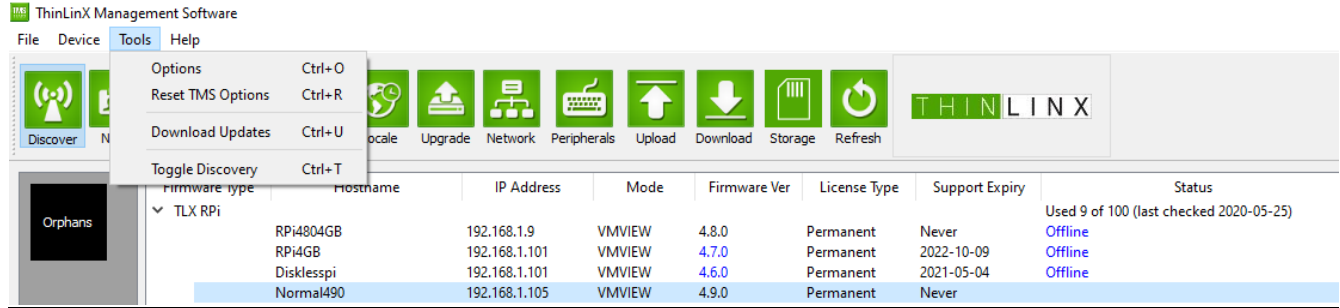 ThinLinX Management Software
File Device Tools Help
Options Ctrl+O
Reset TMS Options Ctrl+R
Download Updates Ctrl+U
Toggle Discovery Ctrl+T
Discover Upgrade Network Peripherals Upload Download Storage Refresh
THINLINX
Orphans
Firmware Type Hostname IP Address Mode Firmware Ver License Type Support Expiry Status
TLX RPi Used 9 of 100 (last checked 2020-05-25)
RPi4804GB 192.168.1.9 VMVIEW 4.8.0 Permanent Never Offline
RPi4GB 192.168.1.101 VMVIEW 4.7.0 Permanent 2022-10-09 Offline
Disklesspi 192.168.1.101 VMVIEW 4.6.0 Permanent 2021-05-04 Offline
Normal490 192.168.1.105 VMVIEW 4.9.0 Permanent Never